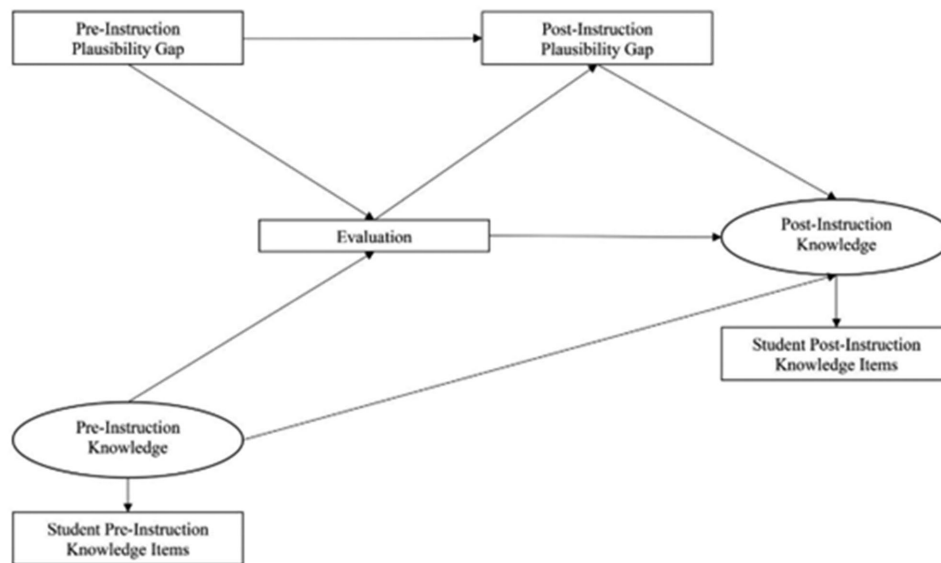 Pre-Instruction
Plausibility Gap
Post-Instruction
Plausibility Gap
Evaluation
Post-Instruction
Knowledge
Student Post-Instruction
Knowledge Items
Pre-Instruction
Knowledge
Student Pre-Instruction
Knowledge Items